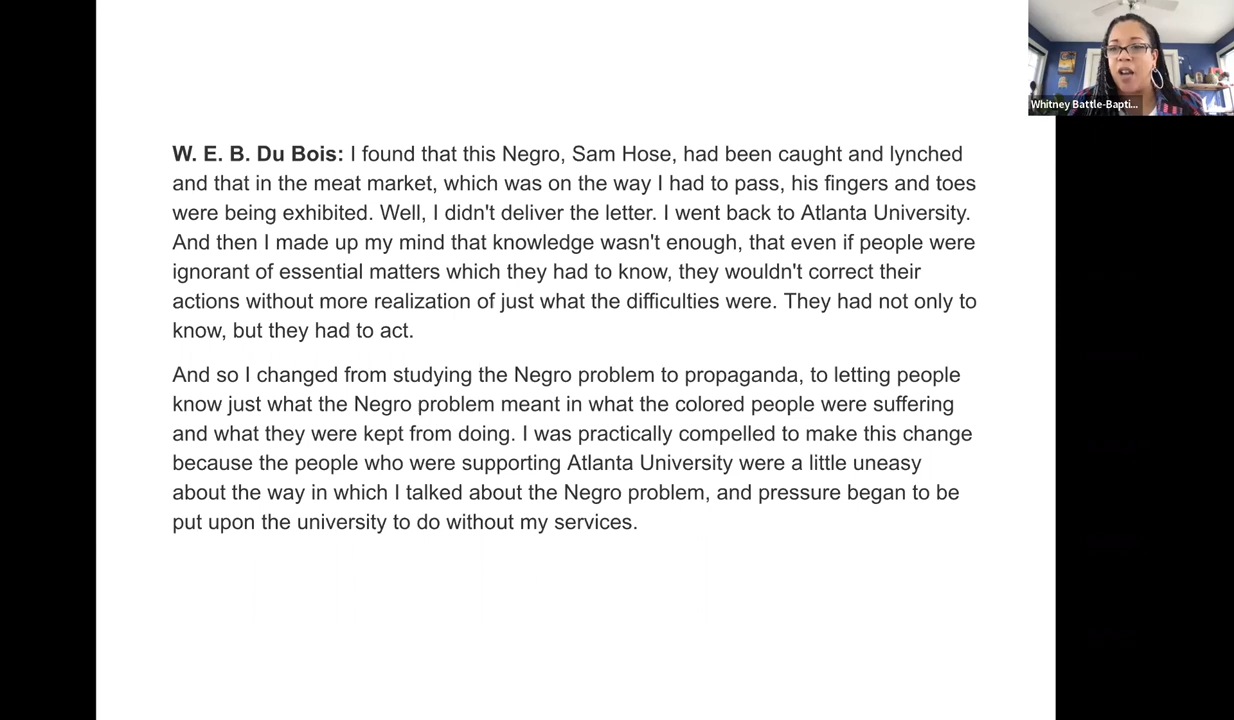 Whitney Battle-Bapti...
W. E. B. Du Bois: I found that this Negro, Sam Hose, had been caught and lynched
and that in the meat market, which was on the way I had to pass, his fingers and toes
were being exhibited. Well, I didn't deliver the letter. I went back to Atlanta University.
And then I made up my mind that knowledge wasn't enough, that even if people were
ignorant of essential matters which they had to know, they wouldn't correct their
actions without more realization of just what the difficulties were. They had not only to
know, but they had to act.
And so I changed from studying the Negro problem to propaganda, to letting people
know just what the Negro problem meant in what the colored people were suffering
and what they were kept from doing. I was practically compelled to make this change
because the people who were supporting Atlanta University were a little uneasy
about the way in which I talked about the Negro problem, and pressure began to be
put upon the university to do without my services.